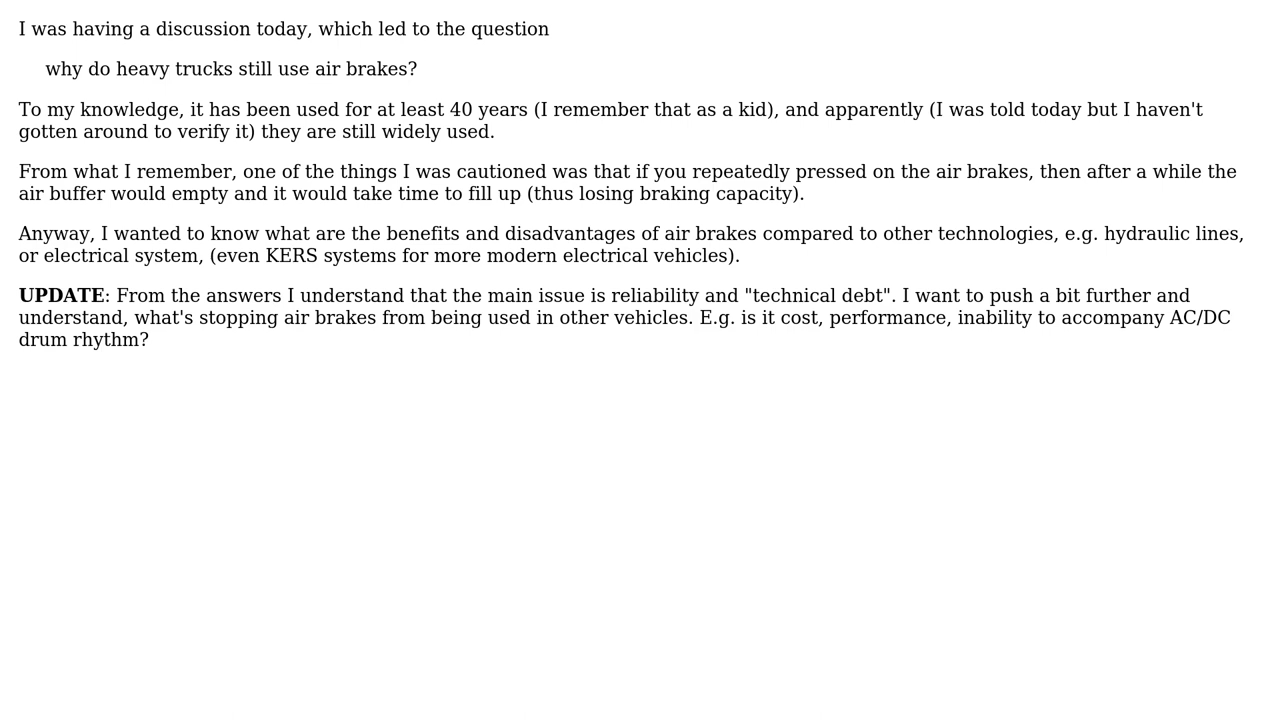 I was having a discussion today, which led to the question
why do heavy trucks still use air brakes?
To my knowledge, it has been used for at least 40 years (I remember that as a kid), and apparently (I was told today but I haven't
gotten around to verify it) they are still widely used.
From what I remember, one of the things I was cautioned was that if you repeatedly pressed on the air brakes, then after a while the
air buffer would empty and it would take time to fill up (thus losing braking capacity).
Anyway, I wanted to know what are the benefits and disadvantages of air brakes compared to other technologies, e.g. hydraulic lines,
or electrical system, (even KERS systems for more modern electrical vehicles).
UPDATE: From the answers I understand that the main issue is reliability and "technical debt". I want to push a bit further and
understand, what's stopping air brakes from being used in other vehicles. E.g. is it cost, performance, inability to accompany AC/DC
drum rhythm?